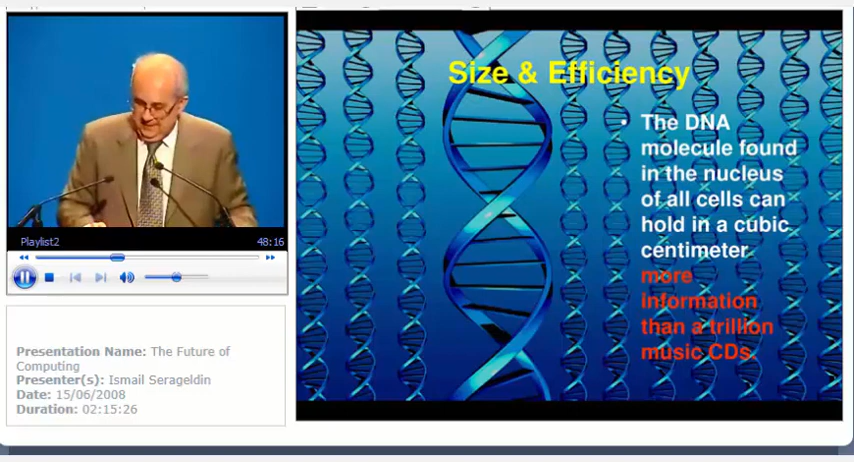 Playlist2 48:16
Presentation Name: The Future of
Computing
Presenter(s): Ismail Serageldin
Date: 15/06/2008
Duration: 02:15:26
Size & Efficiency
• The DNA
molecule found
in the nucleus
of all cells can
hold in a cubic
centimeter
more
information
than a trillion
music CDs.